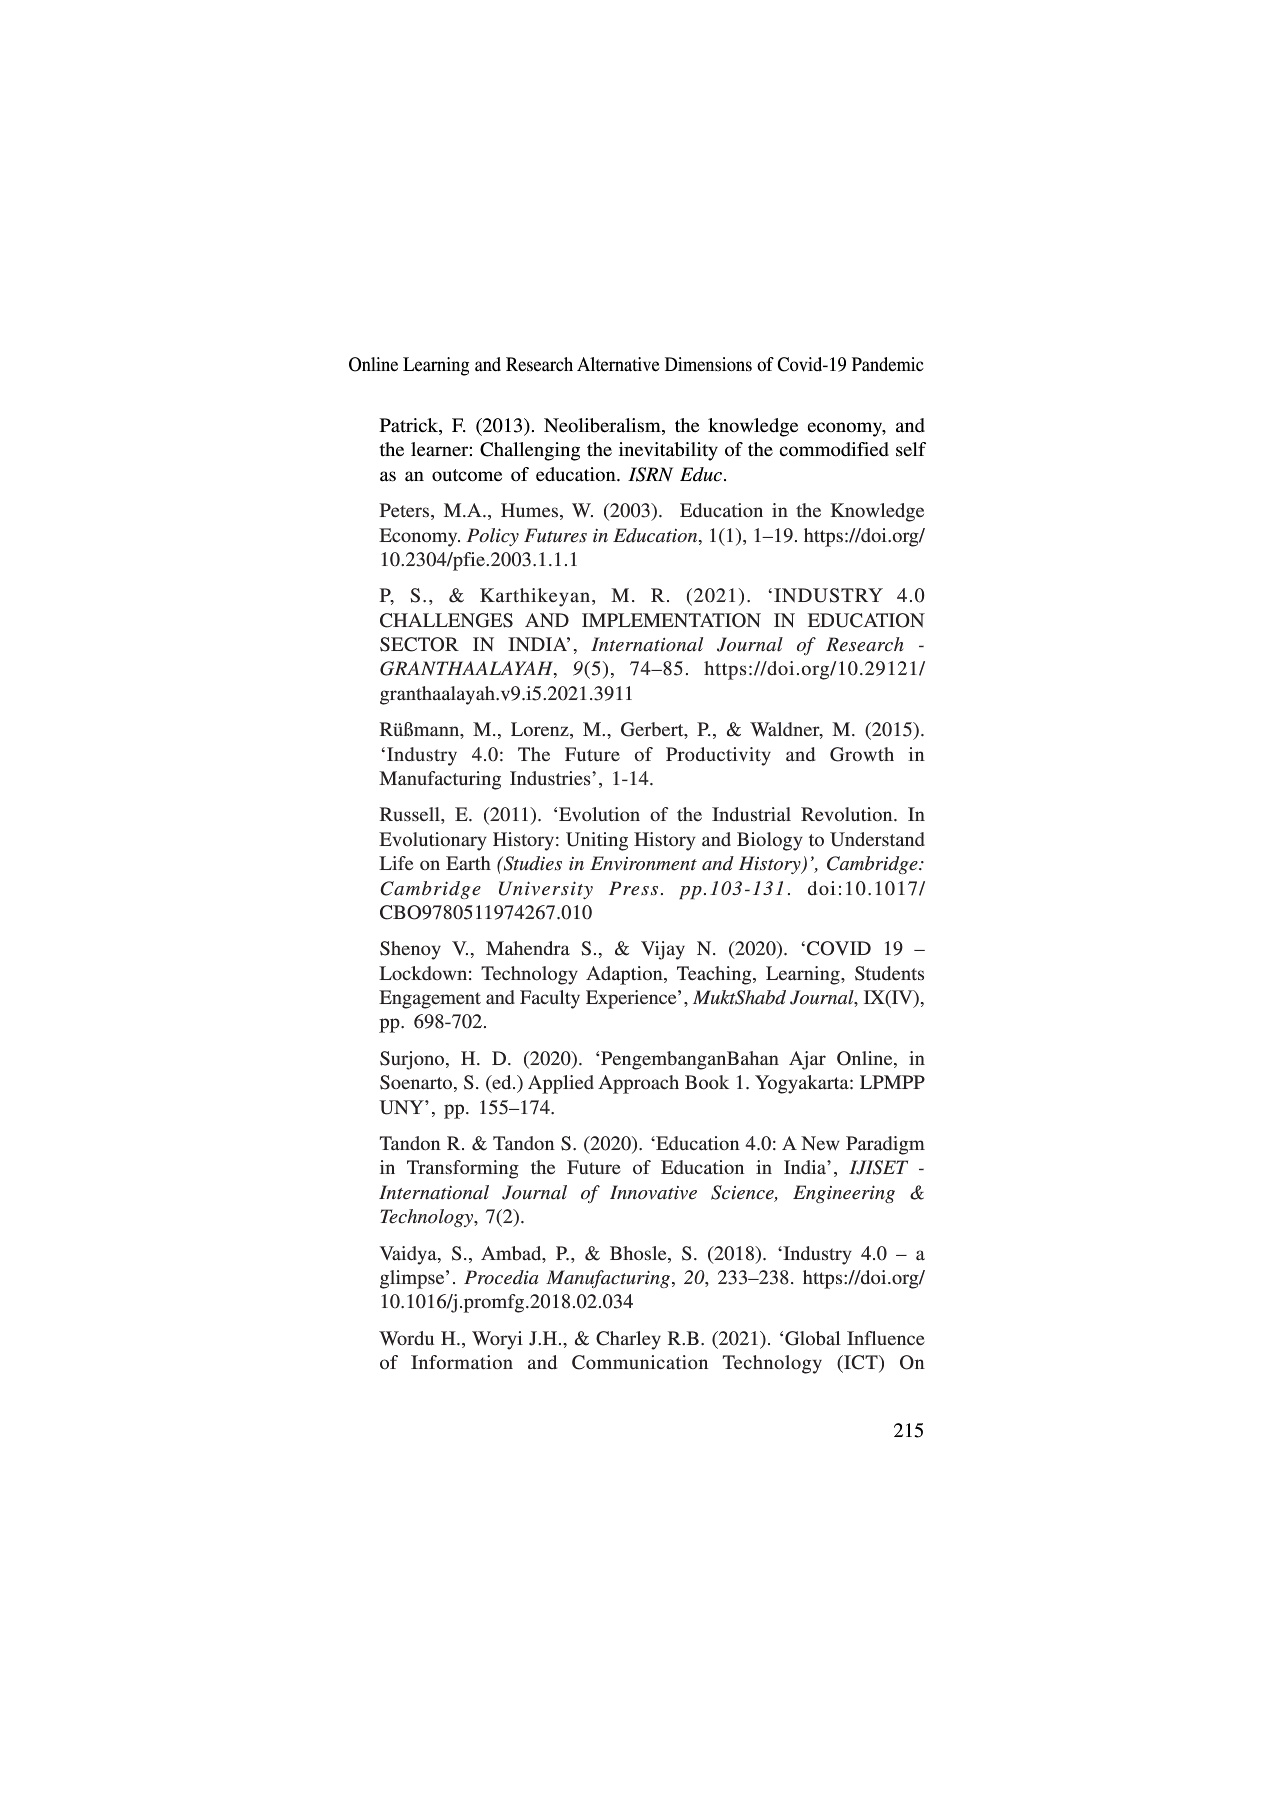 Online Learning and Research Alternative Dimensions of Covid-19 Pandemic
Patrick, F. (2013). Neoliberalism, the knowledge economy, and
the learner: Challenging the inevitability of the commodified self
as an outcome of education. ISRN Educ.
Peters, M.A., Humes, W. (2003). Education in the Knowledge
Economy. Policy Futures in Education, 1(1), 1–19. https://doi.org/
10.2304/pfie.2003.1.1.1
P, S., & Karthikeyan, M. R. (2021). ‘INDUSTRY 4.0
CHALLENGES AND IMPLEMENTATION IN EDUCATION
SECTOR IN INDIA’, International Journal of Research -
GRANTHAALAYAH, 9(5), 74–85. https://doi.org/10.29121/
granthaalayah.v9.i5.2021.3911
Rüßmann, M., Lorenz, M., Gerbert, P., & Waldner, M. (2015).
‘Industry 4.0: The Future of Productivity and Growth in
Manufacturing Industries’, 1-14.
Russell, E. (2011). ‘Evolution of the Industrial Revolution. In
Evolutionary History: Uniting History and Biology to Understand
Life on Earth (Studies in Environment and History)’, Cambridge:
Cambridge University Press. pp.103-131. doi:10.1017/
CBO9780511974267.010
Shenoy V., Mahendra S., & Vijay N. (2020). ‘COVID 19 –
Lockdown: Technology Adaption, Teaching, Learning, Students
Engagement and Faculty Experience’, MuktShabd Journal, IX(IV),
pp. 698-702.
Surjono, H. D. (2020). ‘PengembanganBahan Ajar Online, in
Soenarto, S. (ed.) Applied Approach Book 1. Yogyakarta: LPMPP
UNY’, pp. 155–174.
Tandon R. & Tandon S. (2020). ‘Education 4.0: A New Paradigm
in Transforming the Future of Education in India’, IJISET -
International Journal of Innovative Science, Engineering &
Technology, 7(2).
Vaidya, S., Ambad, P., & Bhosle, S. (2018). ‘Industry 4.0 – a
glimpse’. Procedia Manufacturing, 20, 233–238. https://doi.org/
10.1016/j.promfg.2018.02.034
Wordu H., Woryi J.H., & Charley R.B. (2021). ‘Global Influence
of Information and Communication Technology (ICT) On
215